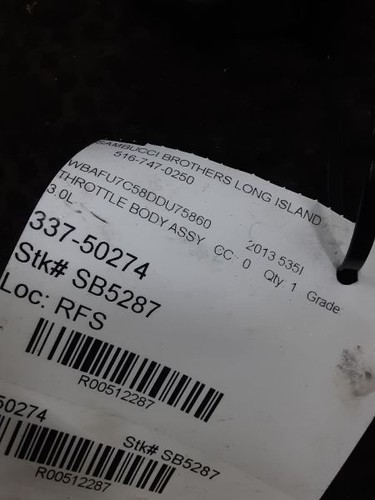 GAMBUCCI BROTHERS LONG ISLAND
516-747-0250
WBAFU7C58DDU75860 2013 535I
THROTTLE BODY ASSY CC: 0 Qty: 1 Grade:
3.0L
337-50274
Stk# SB5287
Loc: RFS
R00512287
50274 Stk# SB5287
R00512287